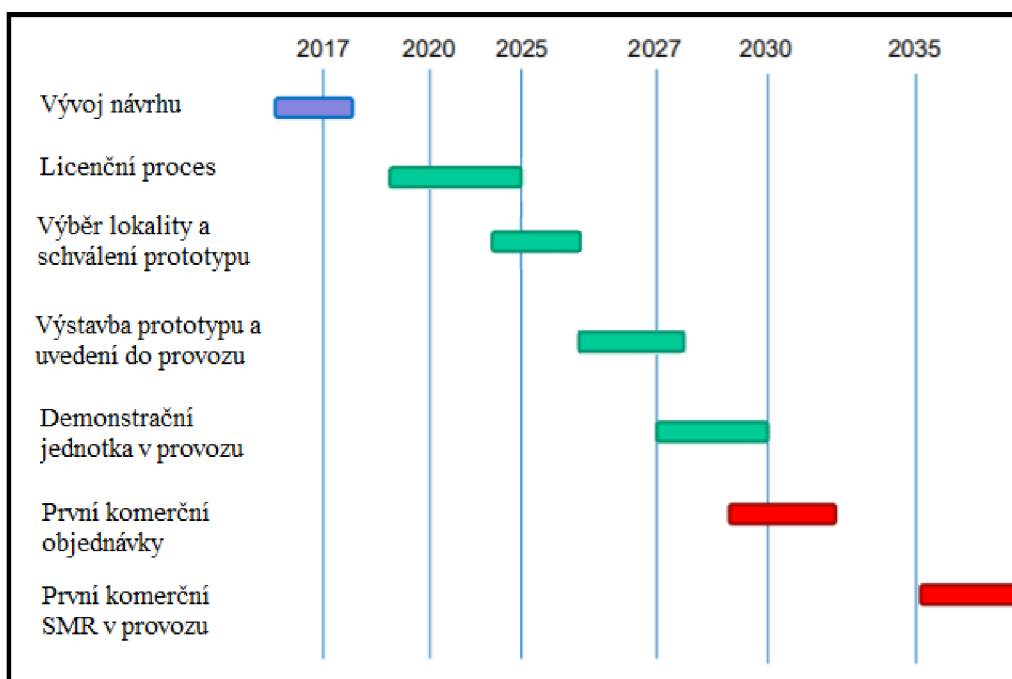 2017 2020 2025 2027 2030 2035
Vývoj návrhu
Licenční proces
Výběr lokality a
schválení prototypu
Výstavba prototypu a
uvedení do provozu
Demonstrační
jednotka v provozu
První komerční
objednávky
První komerční
SMR v provozu